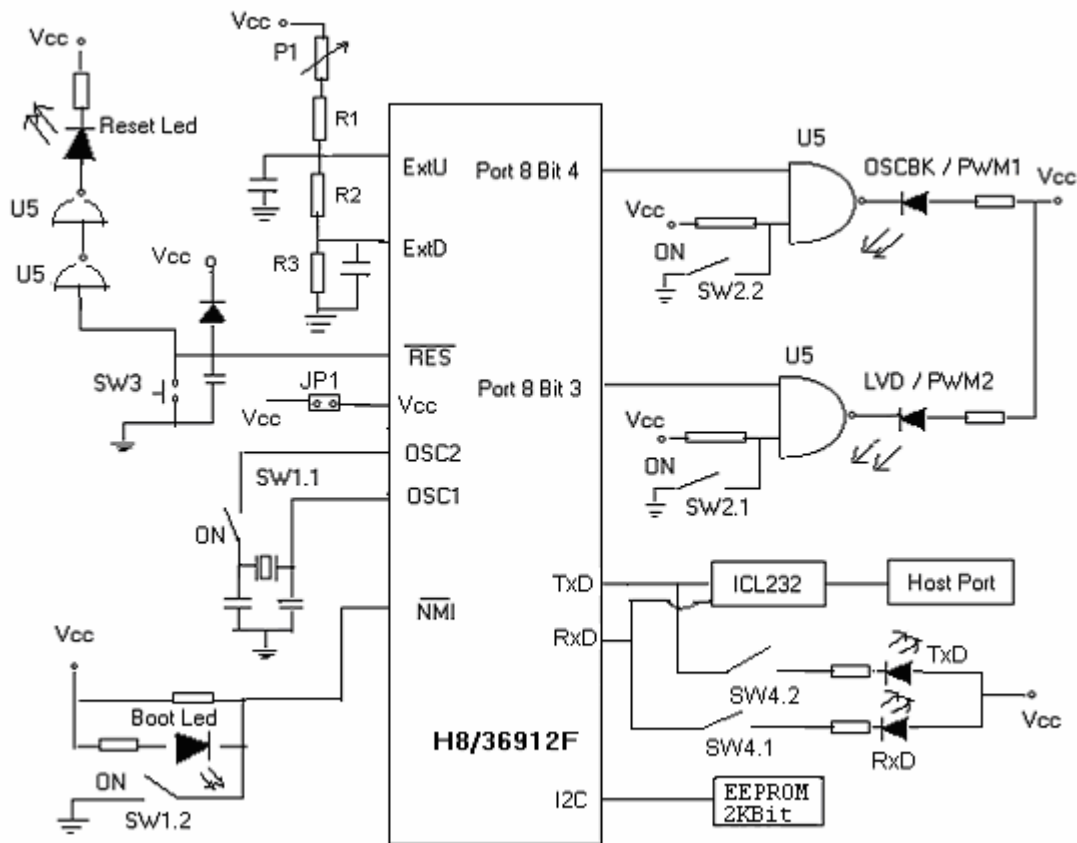 Vcc
Vcc
P1
Reset Led
R1
U5
ExtU
Port 8 Bit 4
OSCBK / PWM1
Vcc
U5
R2
Vcc
ON
SW2.2
U5
Vcc
R3
ExtD
RES
U5
LVD / PWM2
SW3
JP1
Port 8 Bit 3
Vcc
Vcc
Vcc
ON
SW2.1
OSC2
SW1.1
OSC1
ON
TxD
ICL232
Host Port
NMI
RxD
Vcc
TxD
SW4.2
Vcc
Boot Led
SW4.1
RxD
H8/36912F
ON
SW1.2
I2C
EEPROM
2KBit